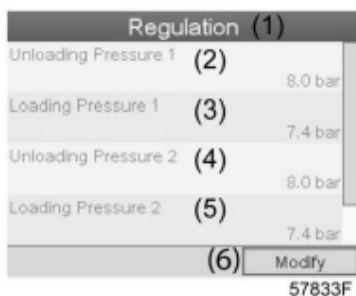 Regulation (1)
Unloading Pressure 1 (2)
8.0 bar
Loading Pressure 1 (3)
7.4 bar
Unloading Pressure 2 (4)
8.0 bar
Loading Pressure 2 (5)
7.4 bar
(6) Modify
57833F